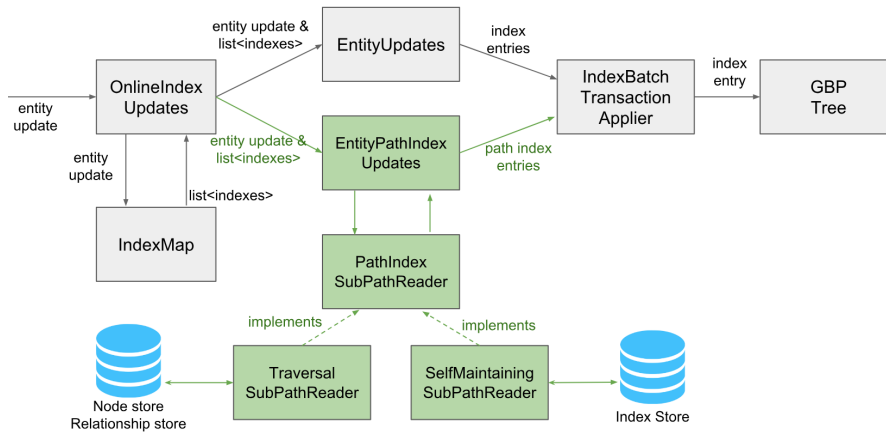 entity update &
list<indexes>
EntityUpdates
index
entries
OnlineIndex
Updates
IndexBatch
Transaction
Applier
index
entry
GBP
Tree
entity
update
entity update &
list<indexes>
EntityPathIndex
Updates
path index
entries
entity
update
list<indexes>
IndexMap
PathIndex
SubPathReader
implements
implements
Traversal
SubPathReader
SelfMaintaining
SubPathReader
Node store
Relationship store
Index Store